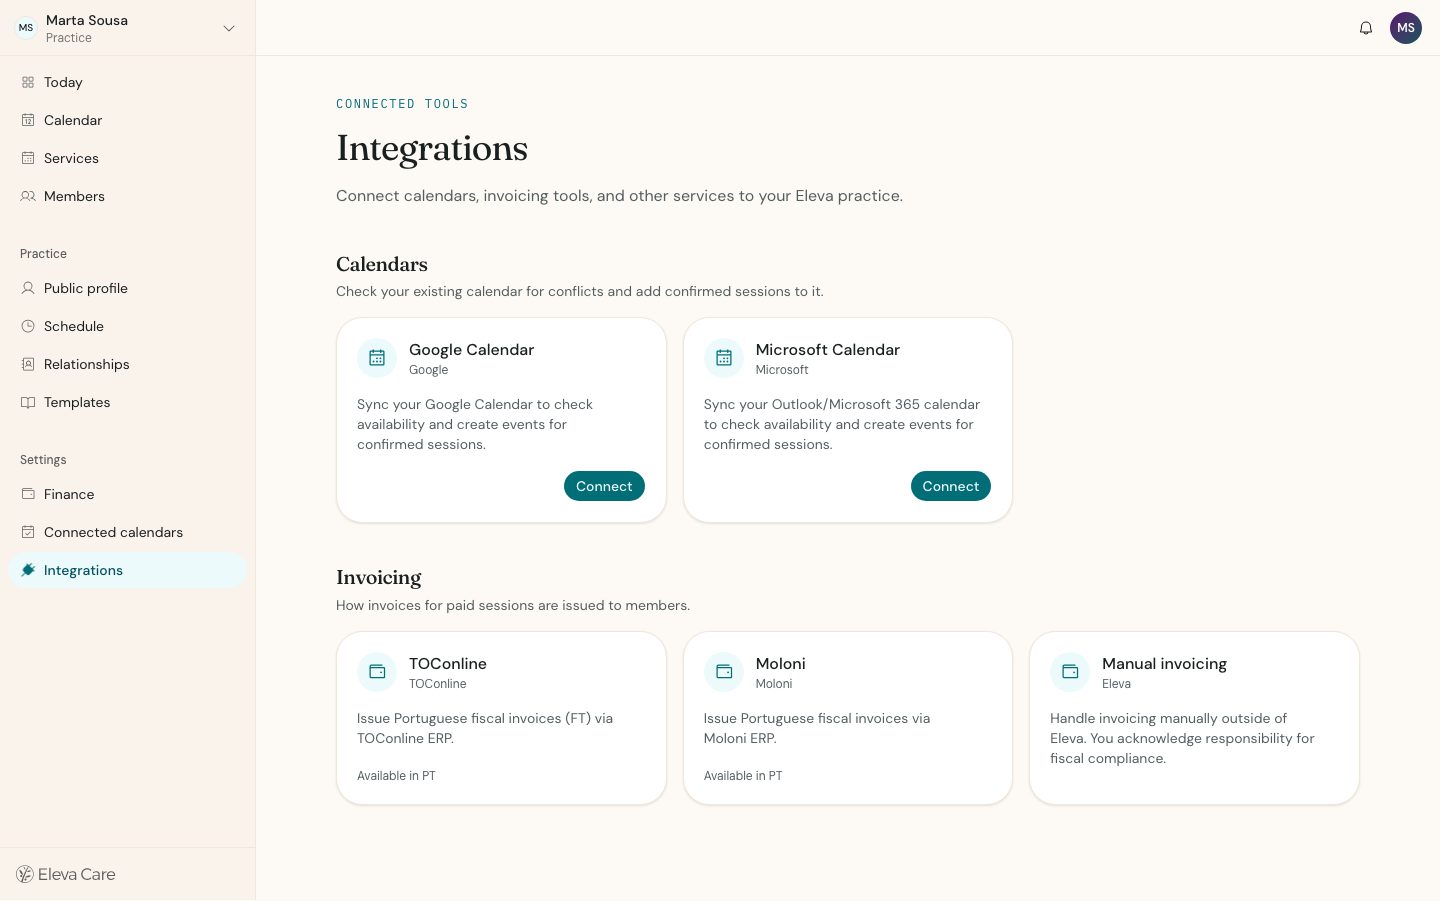 MS
Marta Sousa
Practice
MS
Today
Calendar
Services
Members
Practice
Public profile
Schedule
Relationships
Templates
Settings
Finance
Connected calendars
Integrations
Eleva Care
CONNECTED TOOLS
Integrations
Connect calendars, invoicing tools, and other services to your Eleva practice.
Calendars
Check your existing calendar for conflicts and add confirmed sessions to it.
Google Calendar
Google
Sync your Google Calendar to check
availability and create events for
confirmed sessions.
Connect
Microsoft Calendar
Microsoft
Sync your Outlook/Microsoft 365 calendar
to check availability and create events for
confirmed sessions.
Connect
Invoicing
How invoices for paid sessions are issued to members.
TOConline
TOConline
Issue Portuguese fiscal invoices (FT) via
TOConline ERP.
Available in PT
Moloni
Moloni
Issue Portuguese fiscal invoices via
Moloni ERP.
Available in PT
Manual invoicing
Eleva
Handle invoicing manually outside of
Eleva. You acknowledge responsibility for
fiscal compliance.